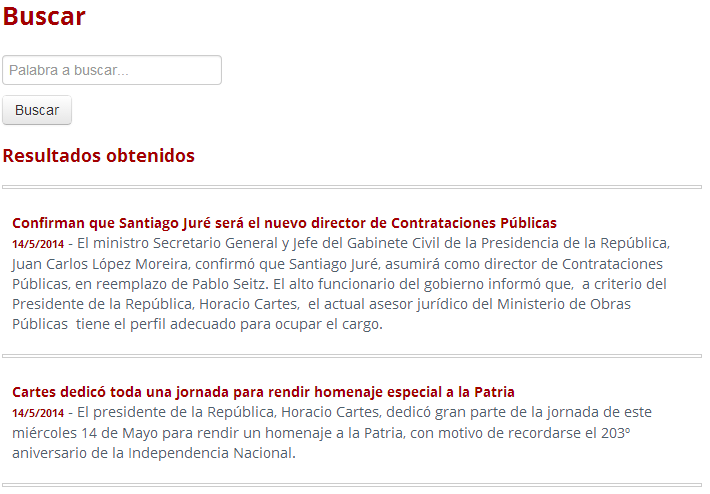 Buscar
Palabra a buscar...
Buscar
Resultados obtenidos
Confirman que Santiago Juré será el nuevo director de Contrataciones Públicas
14/5/2014 - El ministro Secretario General y Jefe del Gabinete Civil de la Presidencia de la República,
Juan Carlos López Moreira, confirmó que Santiago Juré, asumirá como director de Contrataciones
Públicas, en reemplazo de Pablo Seitz. El alto funcionario del gobierno informó que,  a criterio del
Presidente de la República, Horacio Cartes,  el actual asesor jurídico del Ministerio de Obras
Públicas  tiene el perfil adecuado para ocupar el cargo.
Cartes dedicó toda una jornada para rendir homenaje especial a la Patria
14/5/2014 - El presidente de la República, Horacio Cartes, dedicó gran parte de la jornada de este
miércoles 14 de Mayo para rendir un homenaje a la Patria, con motivo de recordarse el 203º
aniversario de la Independencia Nacional.